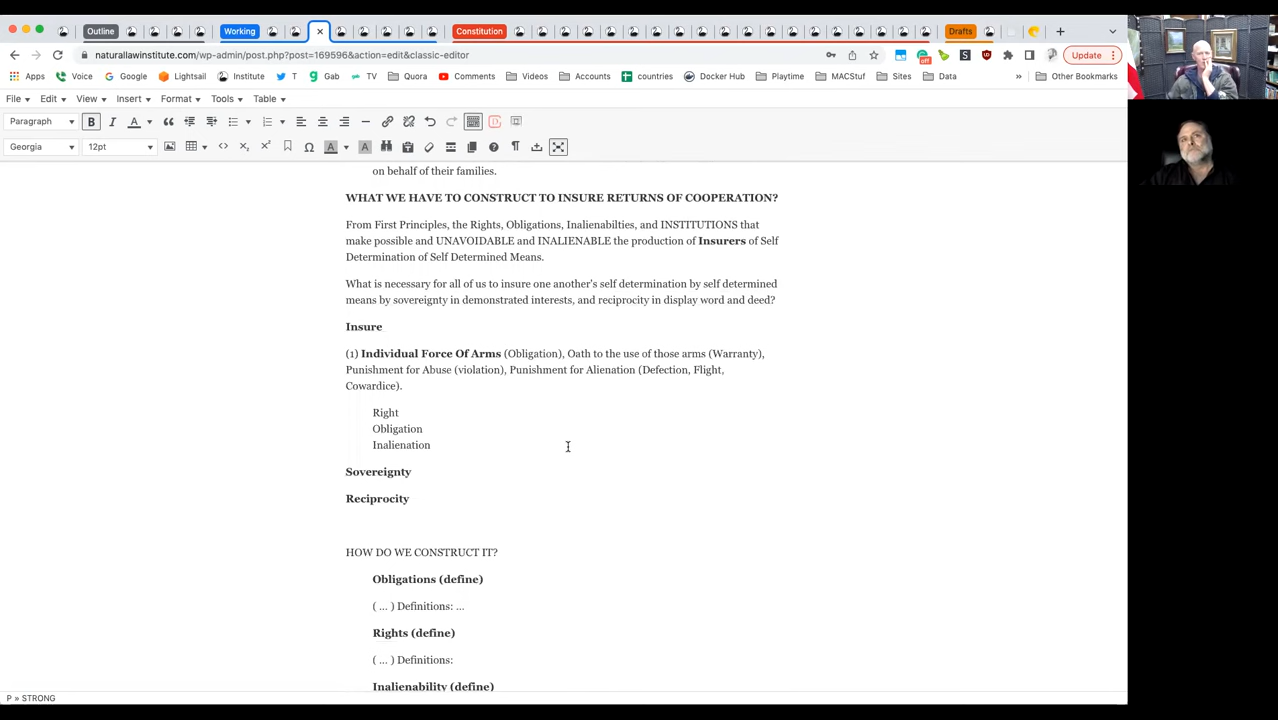 Outline
Working
Constitution
Drafts
naturallawinstitute.com/wp-admin/post.php?post=169596&action=edit&classic-editor
off
Update
Apps
Voice
Google
Lightsail
Institute
T
Gab
TV
Quora
Comments
Videos
Accounts
countries
Docker Hub
Playtime
MACStuf
Sites
Data
»
Other Bookmarks
File
Edit
View
Insert
Format
Tools
Table
Paragraph
B
I
A
Georgia
12pt
A
A
on behalf of their families.
WHAT WE HAVE TO CONSTRUCT TO INSURE RETURNS OF COOPERATION?
From First Principles, the Rights, Obligations, Inalienabilties, and INSTITUTIONS that
make possible and UNAVOIDABLE and INALIENABLE the production of Insurers of Self
Determination of Self Determined Means.
What is necessary for all of us to insure one another's self determination by self determined
means by sovereignty in demonstrated interests, and reciprocity in display word and deed?
Insure
(1) Individual Force Of Arms (Obligation), Oath to the use of those arms (Warranty),
Punishment for Abuse (violation), Punishment for Alienation (Defection, Flight,
Cowardice).
Right
Obligation
Inalienation
Sovereignty
Reciprocity
HOW DO WE CONSTRUCT IT?
Obligations (define)
( ... ) Definitions: ...
Rights (define)
( ... ) Definitions:
Inalienability (define)
P » STRONG